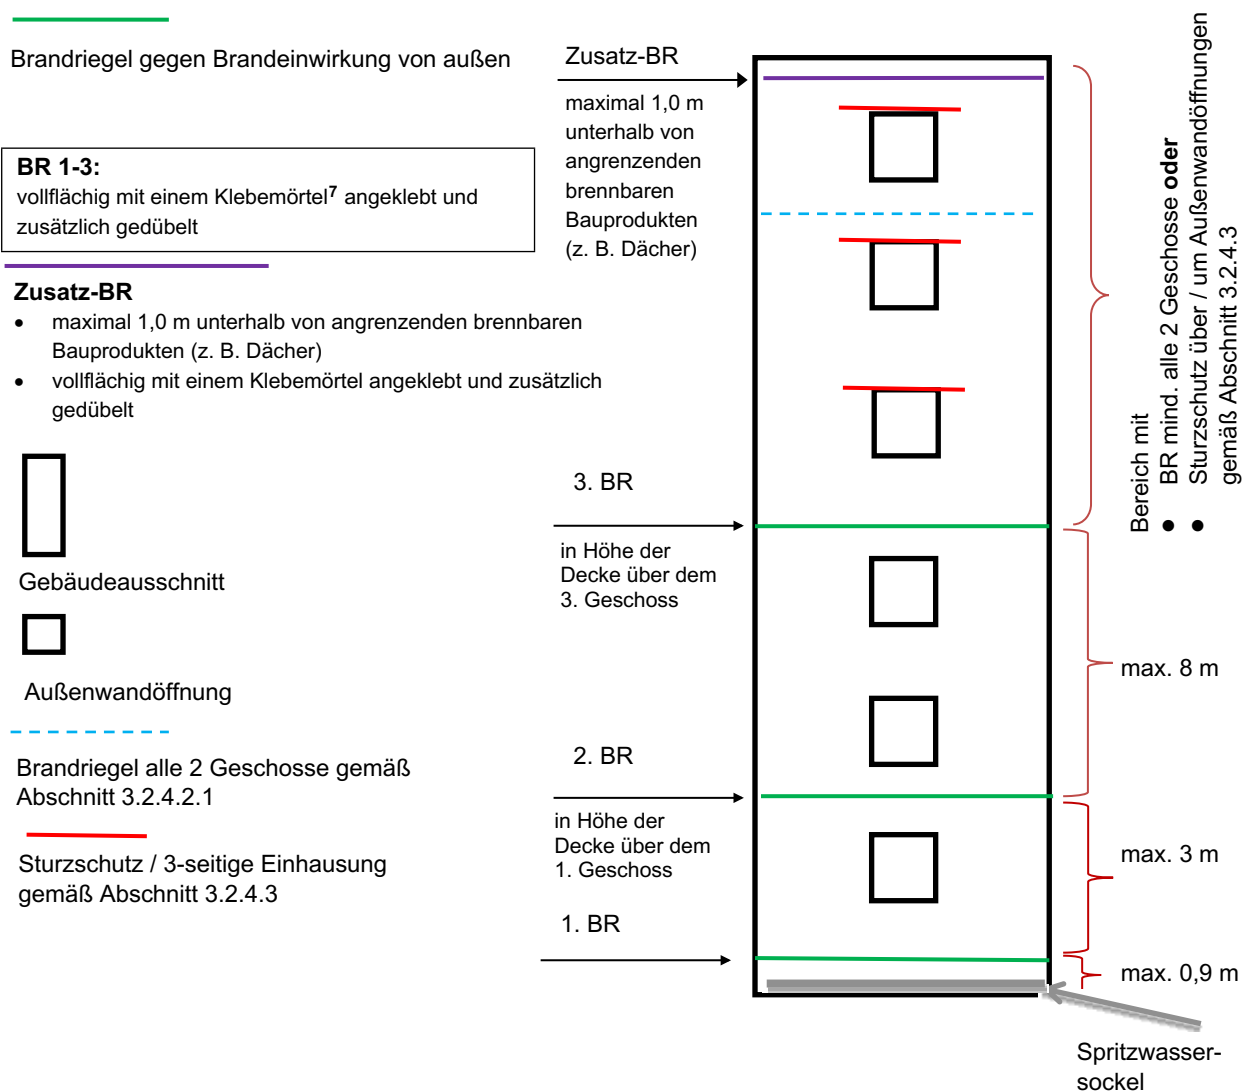 Brandriegel gegen Brandeinwirkung von außen
BR 1-3:
vollflächig mit einem Klebemörtel⁷ angeklebt und
zusätzlich gedübelt
Zusatz-BR
• maximal 1,0 m unterhalb von angrenzenden brennbaren
Bauprodukten (z. B. Dächer)
• vollflächig mit einem Klebemörtel angeklebt und zusätzlich
gedübelt
Gebäudeausschnitt
Außenwandöffnung
Brandriegel alle 2 Geschosse gemäß
Abschnitt 3.2.4.2.1
Sturzschutz / 3-seitige Einhausung
gemäß Abschnitt 3.2.4.3
Zusatz-BR
maximal 1,0 m
unterhalb von
angrenzenden
brennbaren
Bauprodukten
(z. B. Dächer)
3. BR
in Höhe der
Decke über dem
3. Geschoss
2. BR
in Höhe der
Decke über dem
1. Geschoss
1. BR
Bereich mit
• BR mind. alle 2 Geschosse oder
• Sturzschutz über / um Außenwandöffnungen
gemäß Abschnitt 3.2.4.3
max. 8 m
max. 3 m
max. 0,9 m
Spritzwasser-
sockel